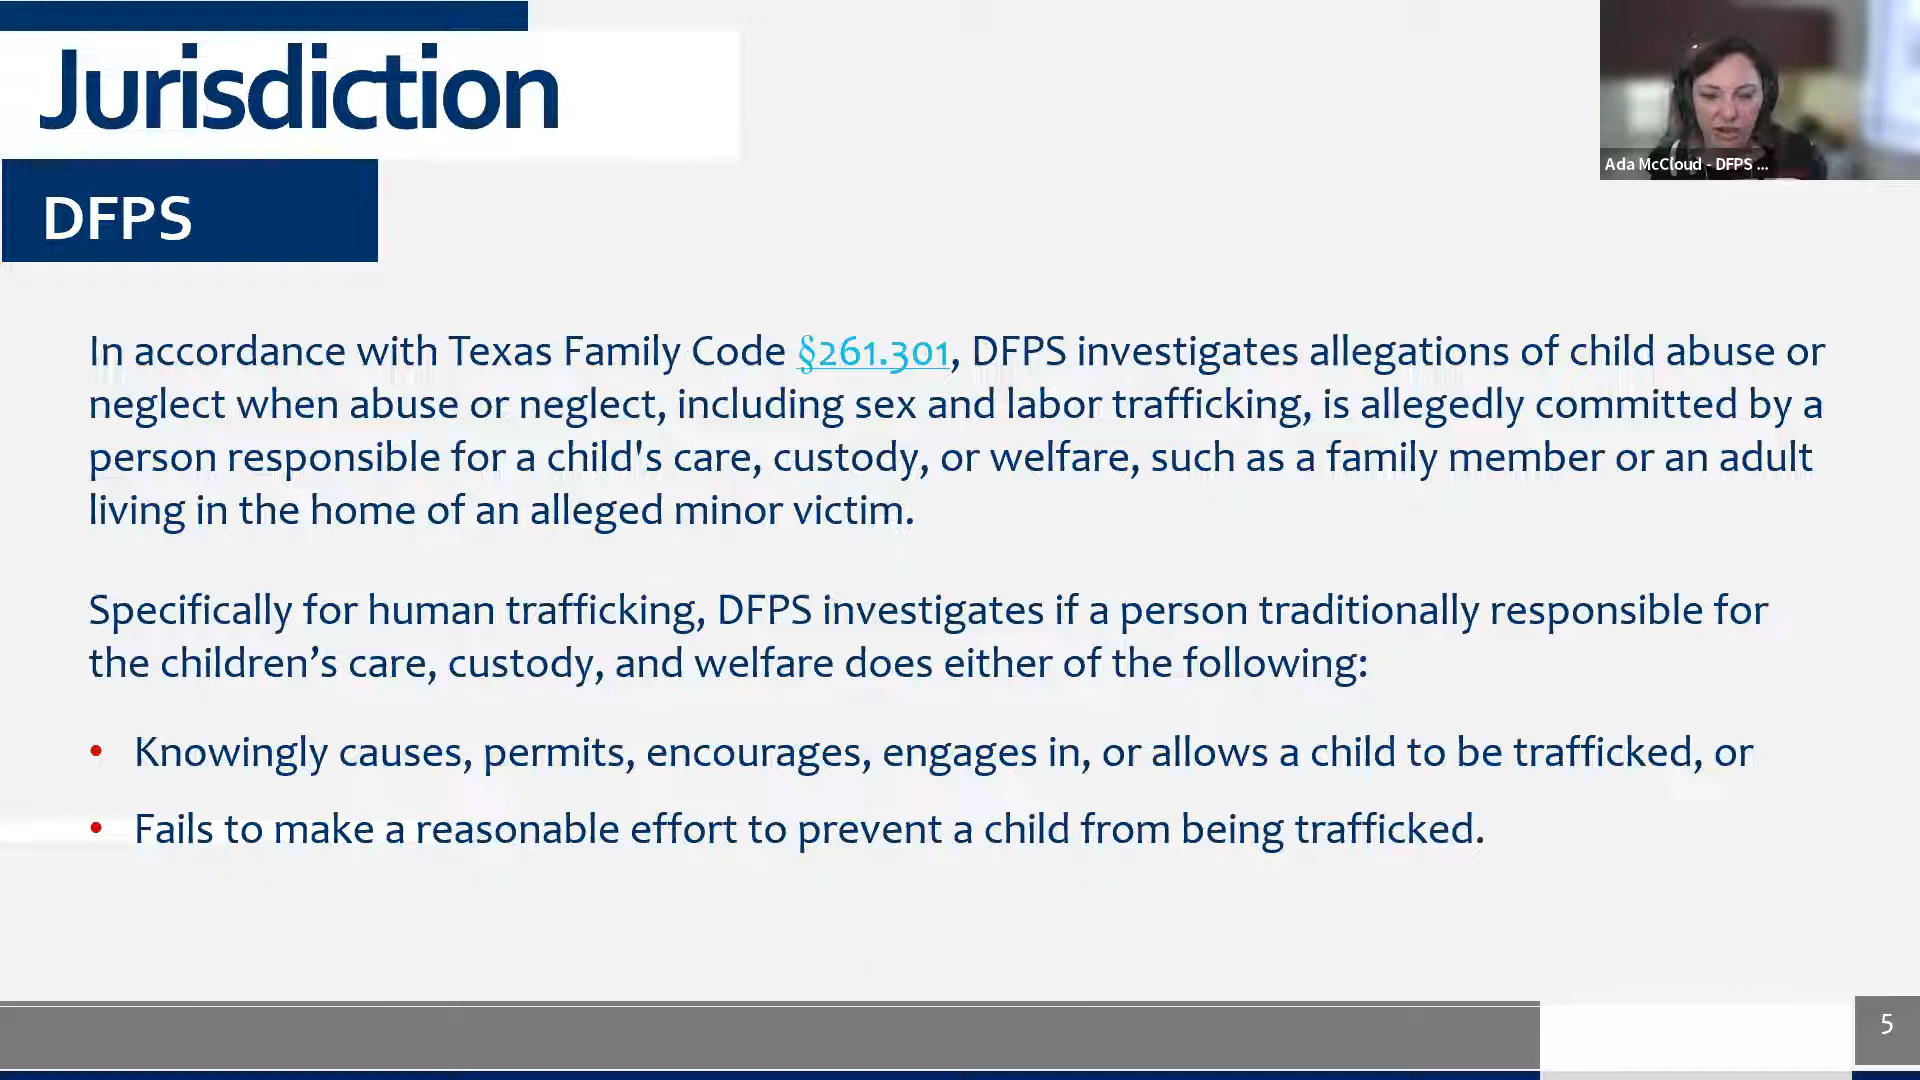 Jurisdiction
Ada McCloud - DFPS ...
DFPS
In accordance with Texas Family Code §261.301, DFPS investigates allegations of child abuse or
neglect when abuse or neglect, including sex and labor trafficking, is allegedly committed by a
person responsible for a child's care, custody, or welfare, such as a family member or an adult
living in the home of an alleged minor victim.
Specifically for human trafficking, DFPS investigates if a person traditionally responsible for
the children’s care, custody, and welfare does either of the following:
• Knowingly causes, permits, encourages, engages in, or allows a child to be trafficked, or
• Fails to make a reasonable effort to prevent a child from being trafficked.
5